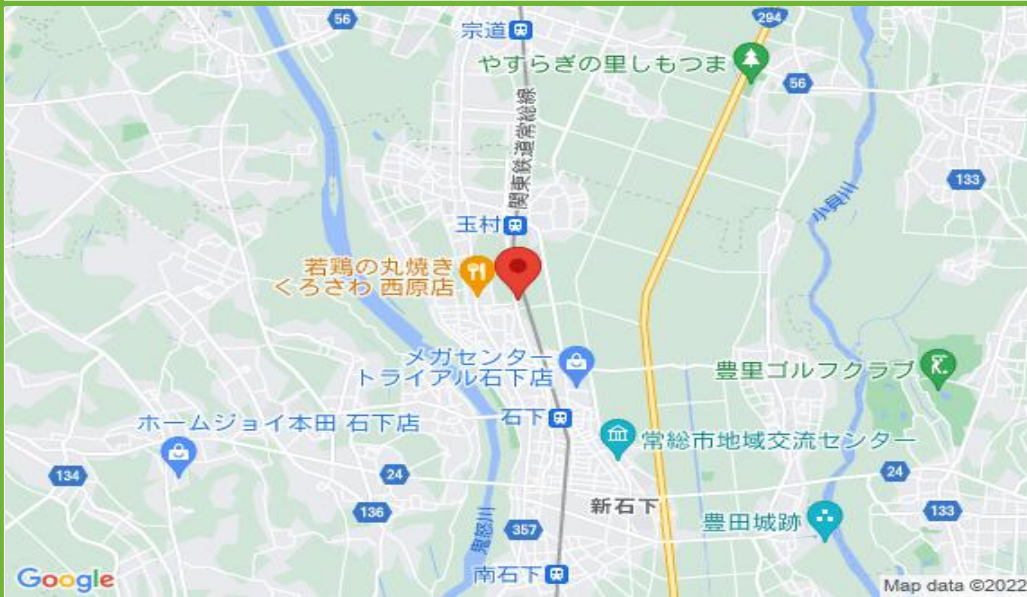 56
宗道
294
やすらぎの里しもつま
56
関東鉄道常総線
133
小貝川
玉村
若鶏の丸焼き
くろさわ 西原店
メガセンター
トライアル石下店
豊里ゴルフクラブ
ホームジョイ本田 石下店
石下
常総市地域交流センター
134
24
24
136
新石下
133
鬼怒川
357
豊田城跡
南石下
Google
Map data ©2022